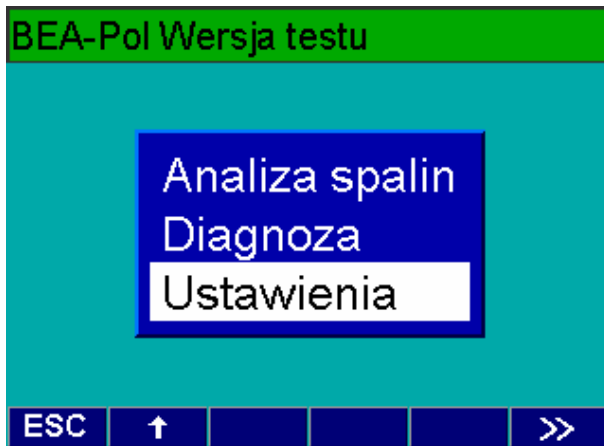 BEA-Pol Wersja testu
Analiza spalin
Diagnoza
Ustawienia
ESC ↑ >>